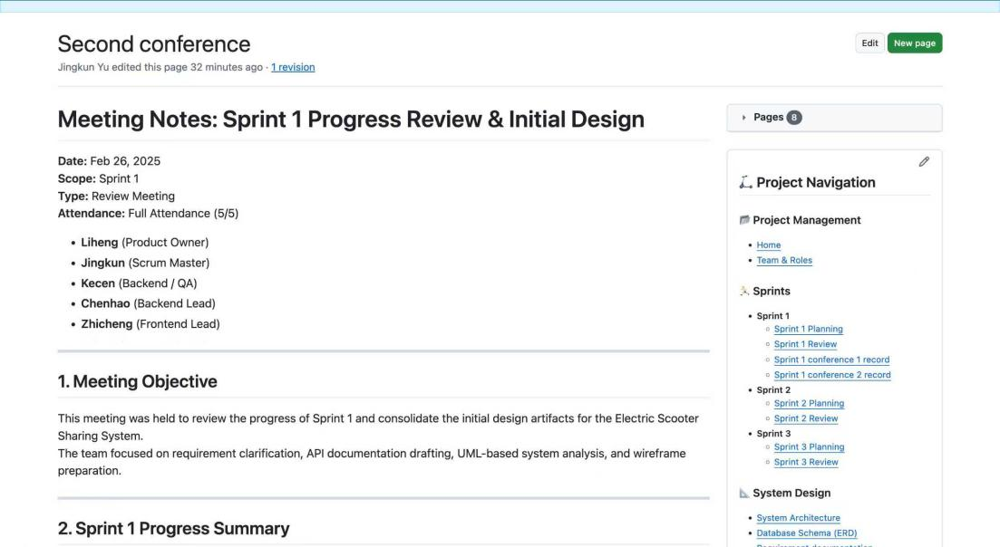 Second conference
Edit
New page
Jingkun Yu edited this page 32 minutes ago · 1 revision
Meeting Notes: Sprint 1 Progress Review & Initial Design
Date: Feb 26, 2025
Scope: Sprint 1
Type: Review Meeting
Attendance: Full Attendance (5/5)
• Liheng (Product Owner)
• Jingkun (Scrum Master)
• Kecen (Backend / QA)
• Chenhao (Backend Lead)
• Zhicheng (Frontend Lead)
1. Meeting Objective
This meeting was held to review the progress of Sprint 1 and consolidate the initial design artifacts for the Electric Scooter
Sharing System.
The team focused on requirement clarification, API documentation drafting, UML-based system analysis, and wireframe
preparation.
2. Sprint 1 Progress Summary
Pages 8
Project Navigation
Project Management
• Home
• Team & Roles
Sprints
• Sprint 1
◦ Sprint 1 Planning
◦ Sprint 1 Review
◦ Sprint 1 conference 1 record
◦ Sprint 1 conference 2 record
• Sprint 2
◦ Sprint 2 Planning
◦ Sprint 2 Review
• Sprint 3
◦ Sprint 3 Planning
◦ Sprint 3 Review
System Design
• System Architecture
• Database Schema (ERD)
• Requirement documentation